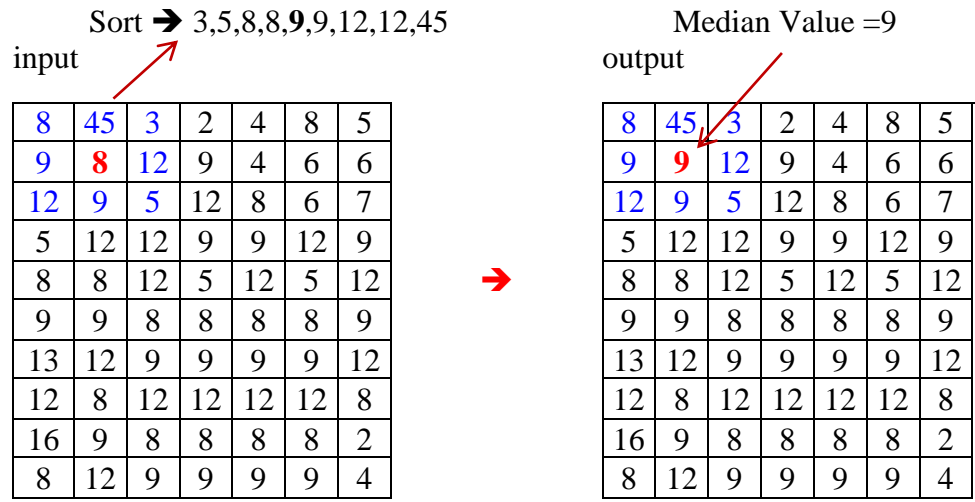 Sort ➔ 3,5,8,8,9,9,12,12,45
Median Value =9
input
output
8 45 3 2 4 8 5
9 8 12 9 4 6 6
12 9 5 12 8 6 7
5 12 12 9 9 12 9
8 8 12 5 12 5 12
9 9 8 8 8 8 9
13 12 9 9 9 9 12
12 8 12 12 12 12 8
16 9 8 8 8 8 2
8 12 9 9 9 9 4
➔
8 45 3 2 4 8 5
9 9 12 9 4 6 6
12 9 5 12 8 6 7
5 12 12 9 9 12 9
8 8 12 5 12 5 12
9 9 8 8 8 8 9
13 12 9 9 9 9 12
12 8 12 12 12 12 8
16 9 8 8 8 8 2
8 12 9 9 9 9 4